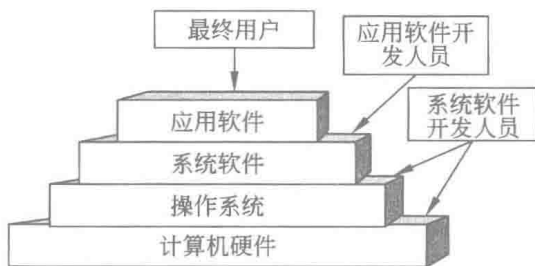 最终用户
应用软件开
发人员
系统软件
开发人员
应用软件
系统软件
操作系统
计算机硬件